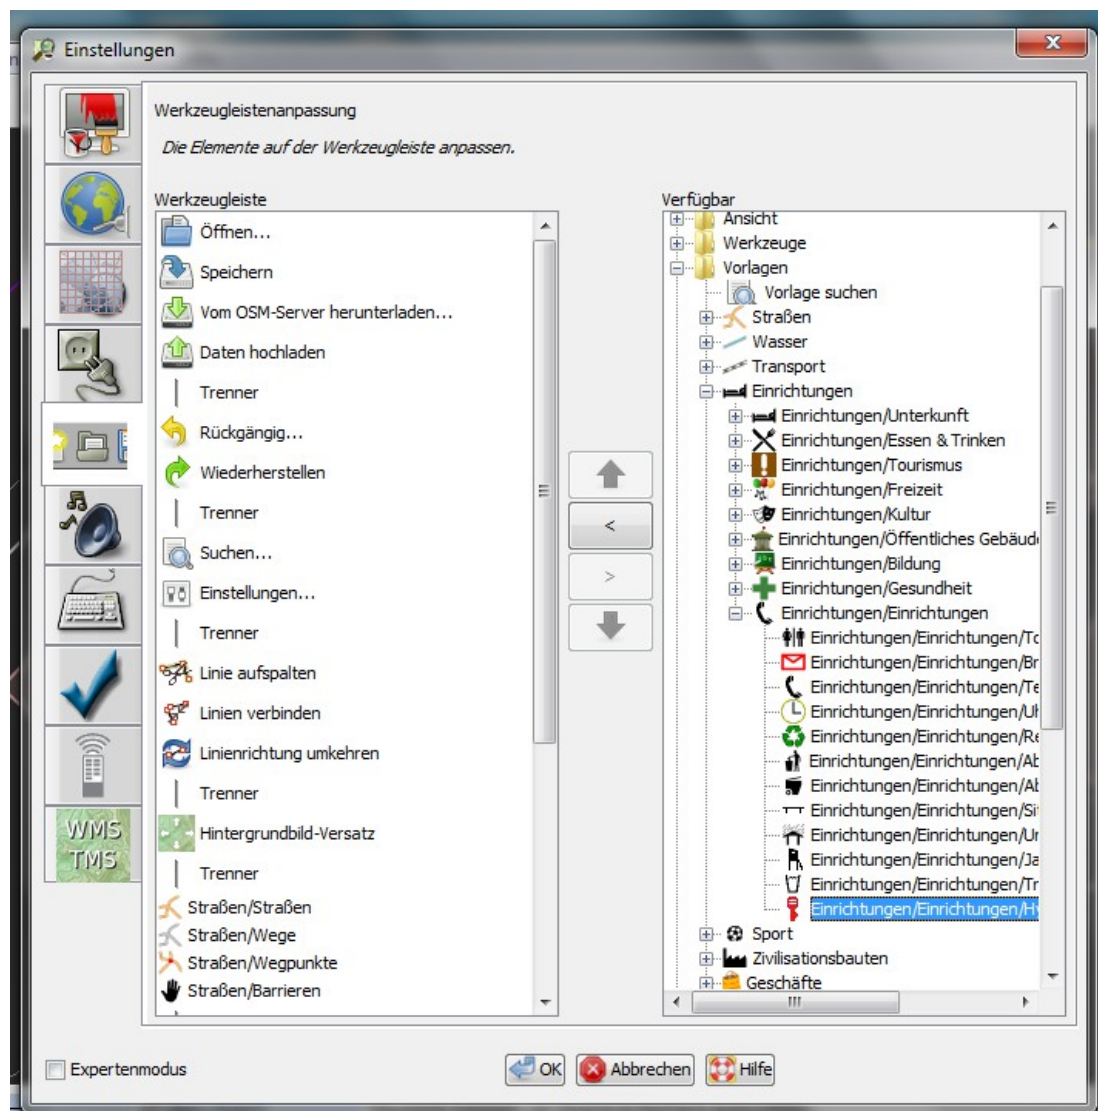 Einstellungen
Werkzeugleistenanpassung
Die Elemente auf der Werkzeugleiste anpassen.
Werkzeugleiste
Öffnen...
Speichern
Vom OSM-Server herunterladen...
Daten hochladen
Trenner
Rückgängig...
Wiederherstellen
Trenner
Suchen...
Einstellungen...
Trenner
Linie aufspalten
Linien verbinden
Linienrichtung umkehren
Trenner
Hintergrundbild-Versatz
Trenner
Straßen/Straßen
Straßen/Wege
Straßen/Wegpunkte
Straßen/Barrieren
<
>
Verfügbar
Ansicht
Werkzeuge
Vorlagen
Vorlage suchen
Straßen
Wasser
Transport
Einrichtungen
Einrichtungen/Unterkunft
Einrichtungen/Essen & Trinken
Einrichtungen/Tourismus
Einrichtungen/Freizeit
Einrichtungen/Kultur
Einrichtungen/Öffentliches Gebäud
Einrichtungen/Bildung
Einrichtungen/Gesundheit
Einrichtungen/Einrichtungen
Einrichtungen/Einrichtungen/To
Einrichtungen/Einrichtungen/Br
Einrichtungen/Einrichtungen/Te
Einrichtungen/Einrichtungen/Uh
Einrichtungen/Einrichtungen/Re
Einrichtungen/Einrichtungen/Ab
Einrichtungen/Einrichtungen/Ab
Einrichtungen/Einrichtungen/Sit
Einrichtungen/Einrichtungen/Un
Einrichtungen/Einrichtungen/Ja
Einrichtungen/Einrichtungen/Tr
Einrichtungen/Einrichtungen/Hy
Sport
Zivilisationsbauten
Geschäfte
WMS
TMS
Expertenmodus
OK
Abbrechen
Hilfe